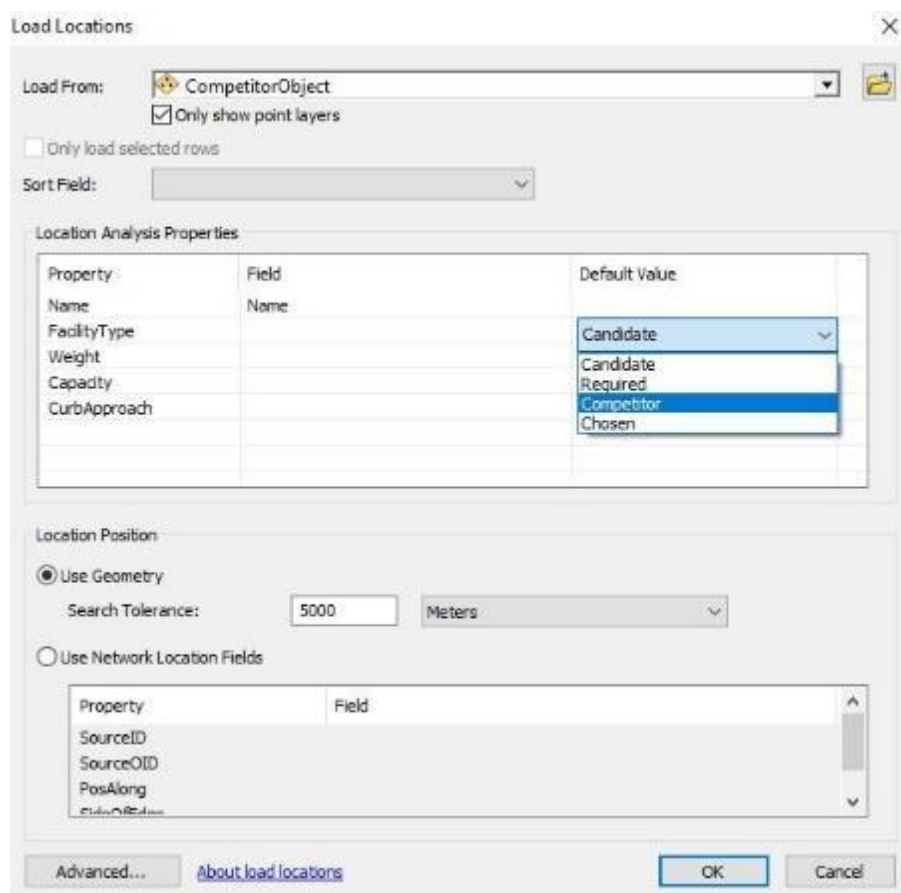 Load Locations
Load From: CompetitorObject
Only show point layers
Only load selected rows
Sort Field:
Location Analysis Properties
Property Field Default Value
Name Name
FacilityType Candidate
Weight Candidate
Capacity Required
CurbApproach Competitor
Chosen
Location Position
Use Geometry
Search Tolerance: 5000 Meters
Use Network Location Fields
Property Field
SourceID
SourceOID
PosAlong
SideOfEdge
Advanced... About load locations OK Cancel